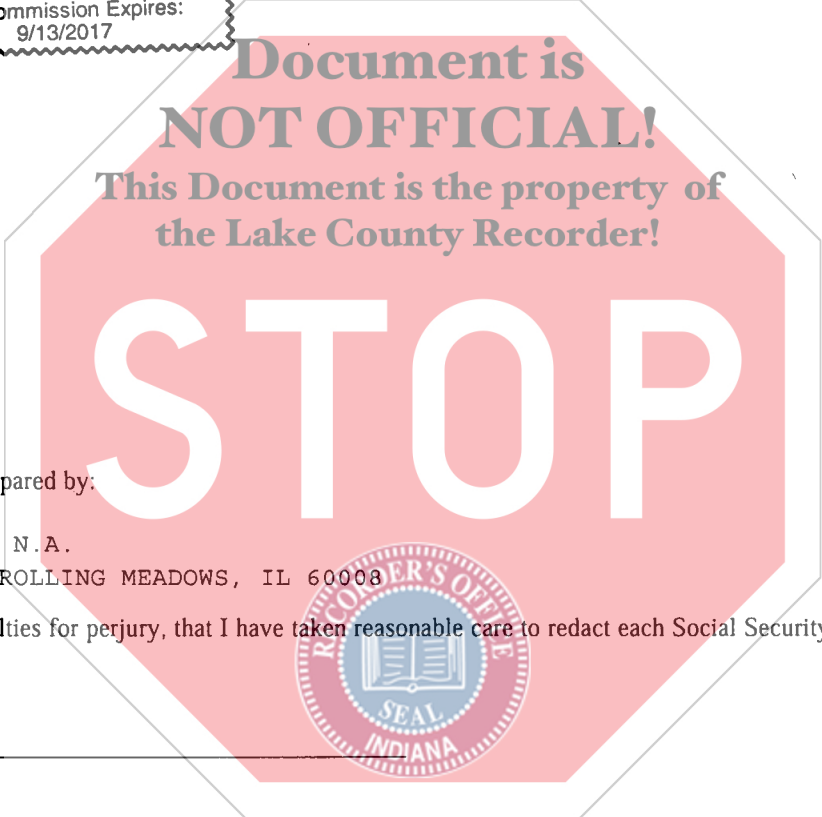 ommission Expires:
9/13/2017
Document is
NOT OFFICIAL!
This Document is the property of
the Lake County Recorder!
STOP
pared by:
N.A.
ROLLING MEADOWS, IL 60008
RECORDER'S OFFICE
lties for perjury, that I have taken reasonable care to redact each Social Security
SEAL
INDIANA